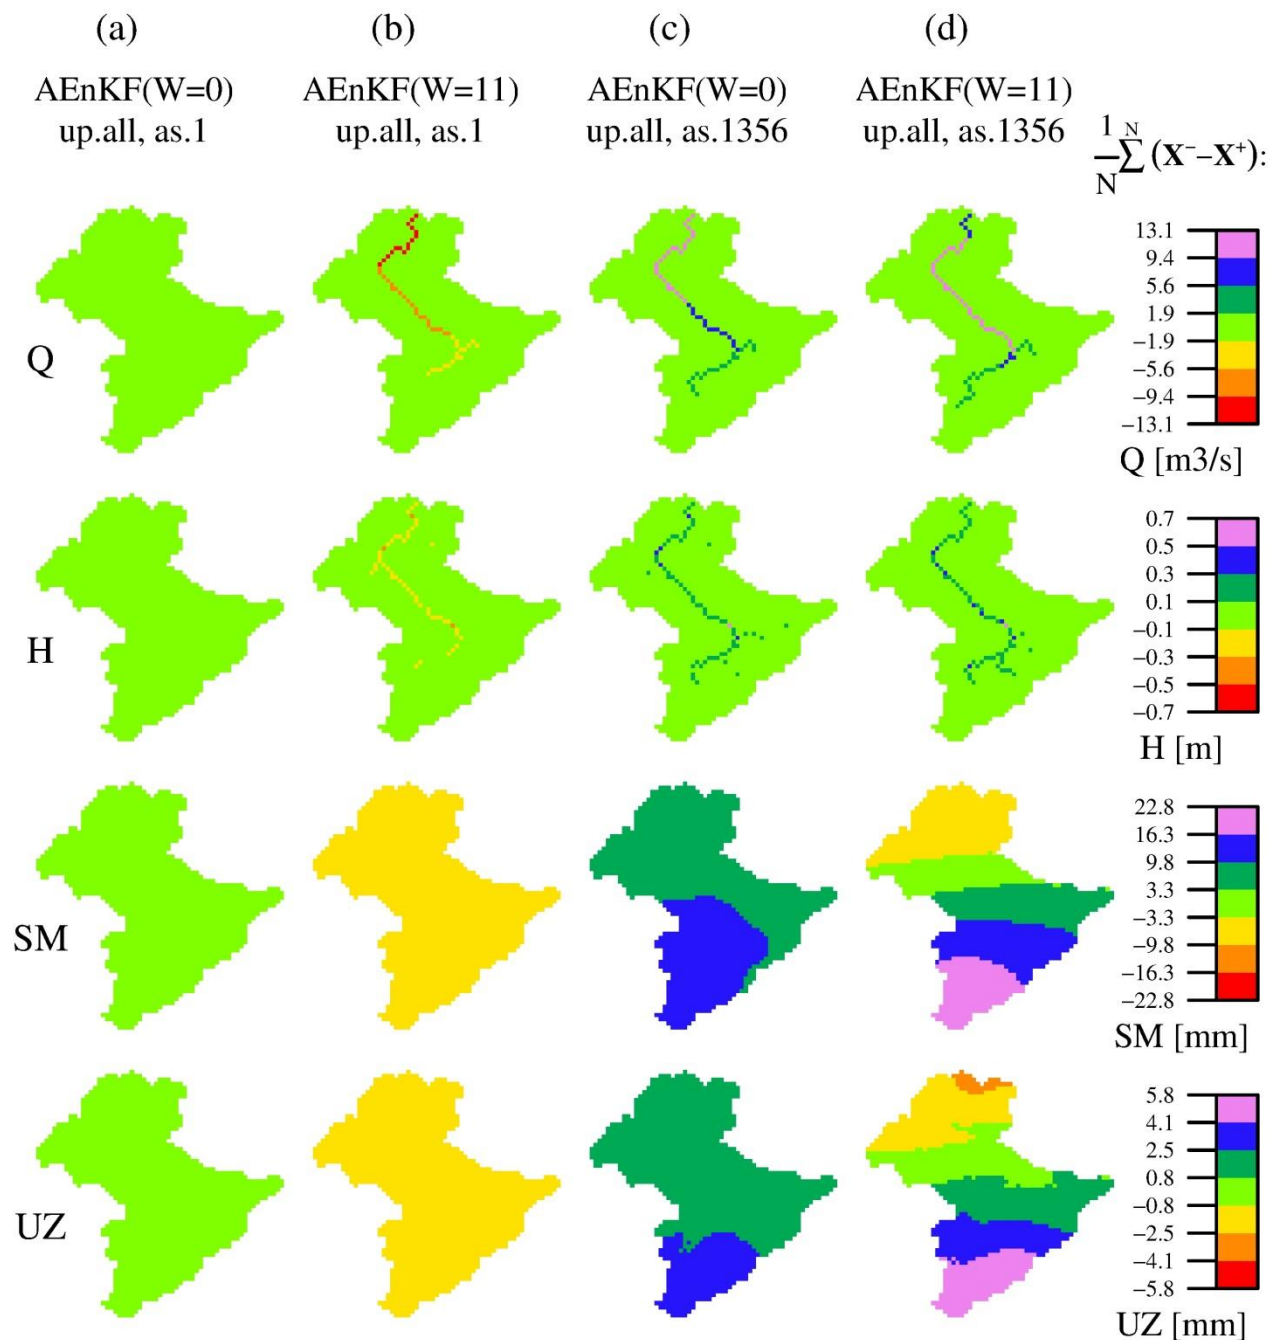 (a) (b) (c) (d)
AEnKF(W=0) AEnKF(W=11) AEnKF(W=0) AEnKF(W=11)
up.all, as.1 up.all, as.1 up.all, as.1356 up.all, as.1356
1/N ∑ᴺ (X⁻–X⁺):
Q
13.1
9.4
5.6
1.9
–1.9
–5.6
–9.4
–13.1
Q [m3/s]
H
0.7
0.5
0.3
0.1
–0.1
–0.3
–0.5
–0.7
H [m]
SM
22.8
16.3
9.8
3.3
–3.3
–9.8
–16.3
–22.8
SM [mm]
UZ
5.8
4.1
2.5
0.8
–0.8
–2.5
–4.1
–5.8
UZ [mm]